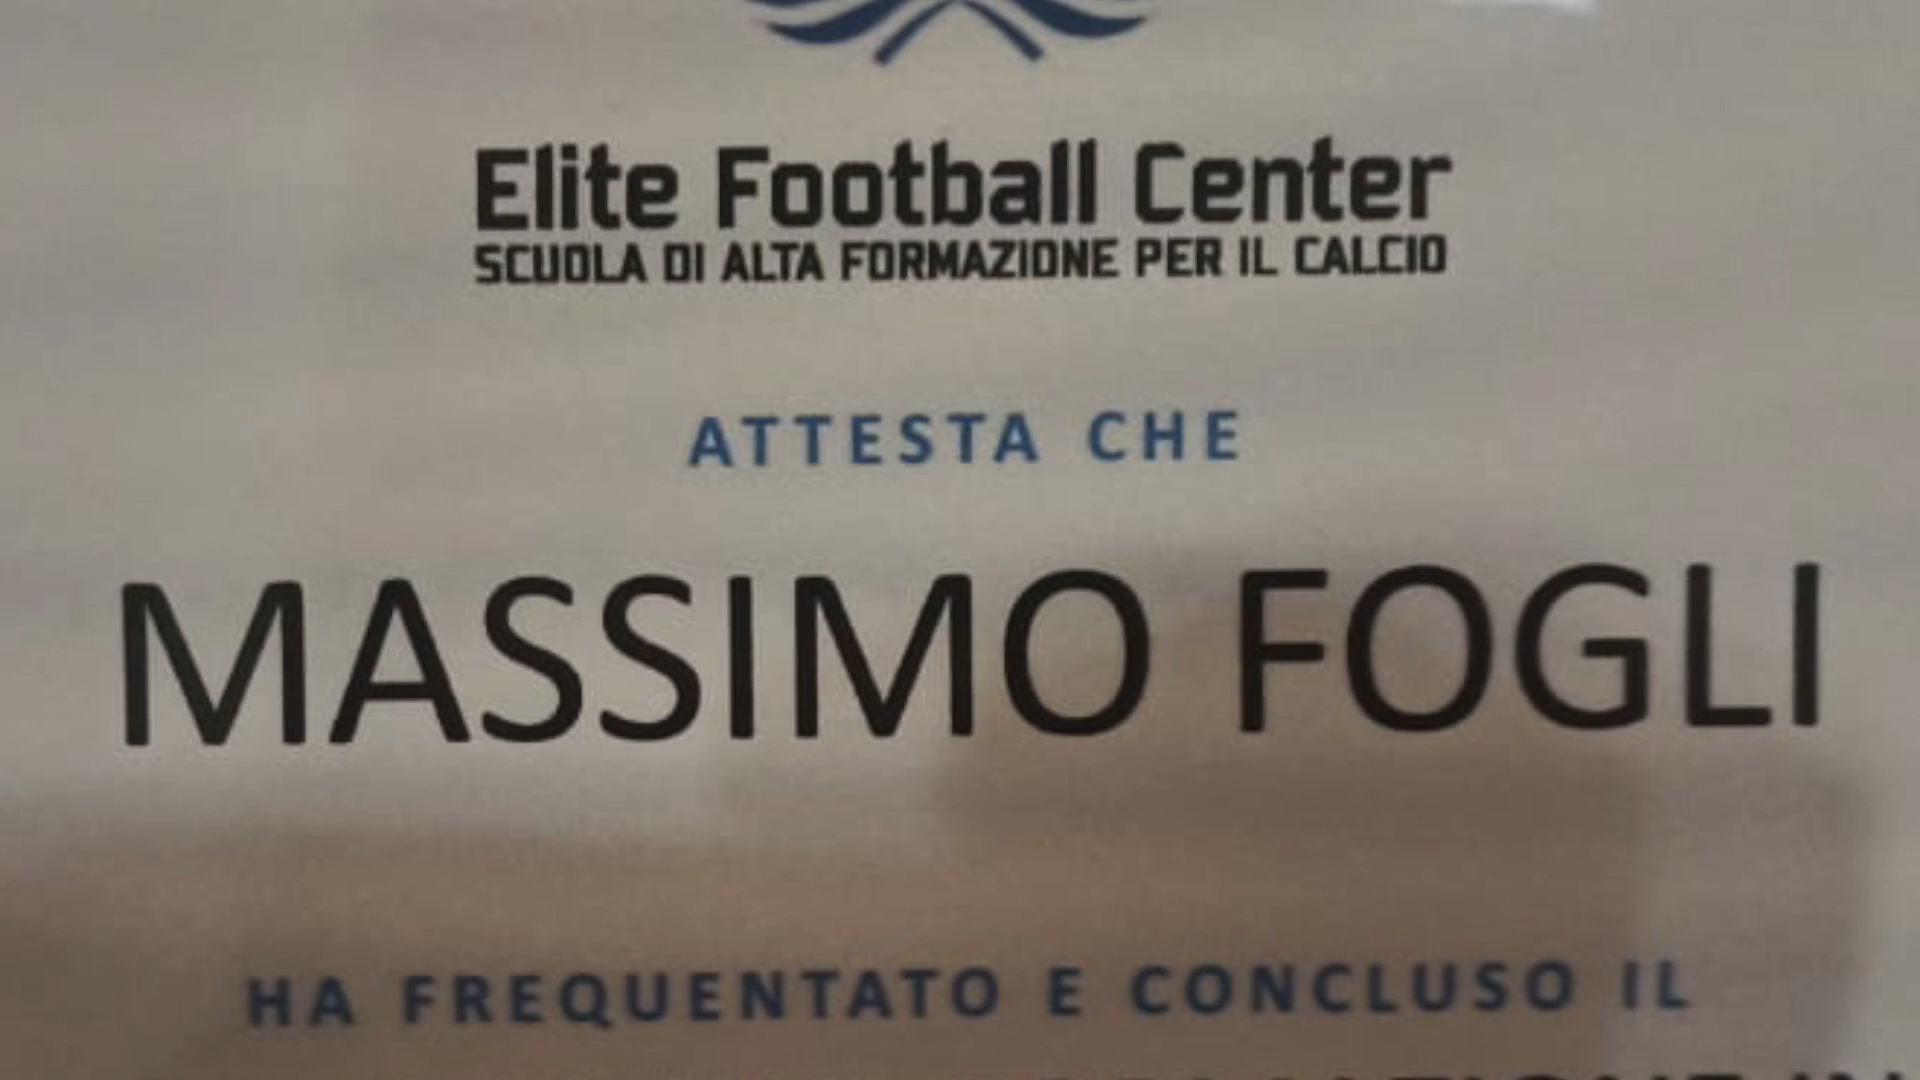 Elite Football Center
SCUOLA DI ALTA FORMAZIONE PER IL CALCIO
ATTESTA CHE
MASSIMO FOGLI
HA FREQUENTATO E CONCLUSO IL